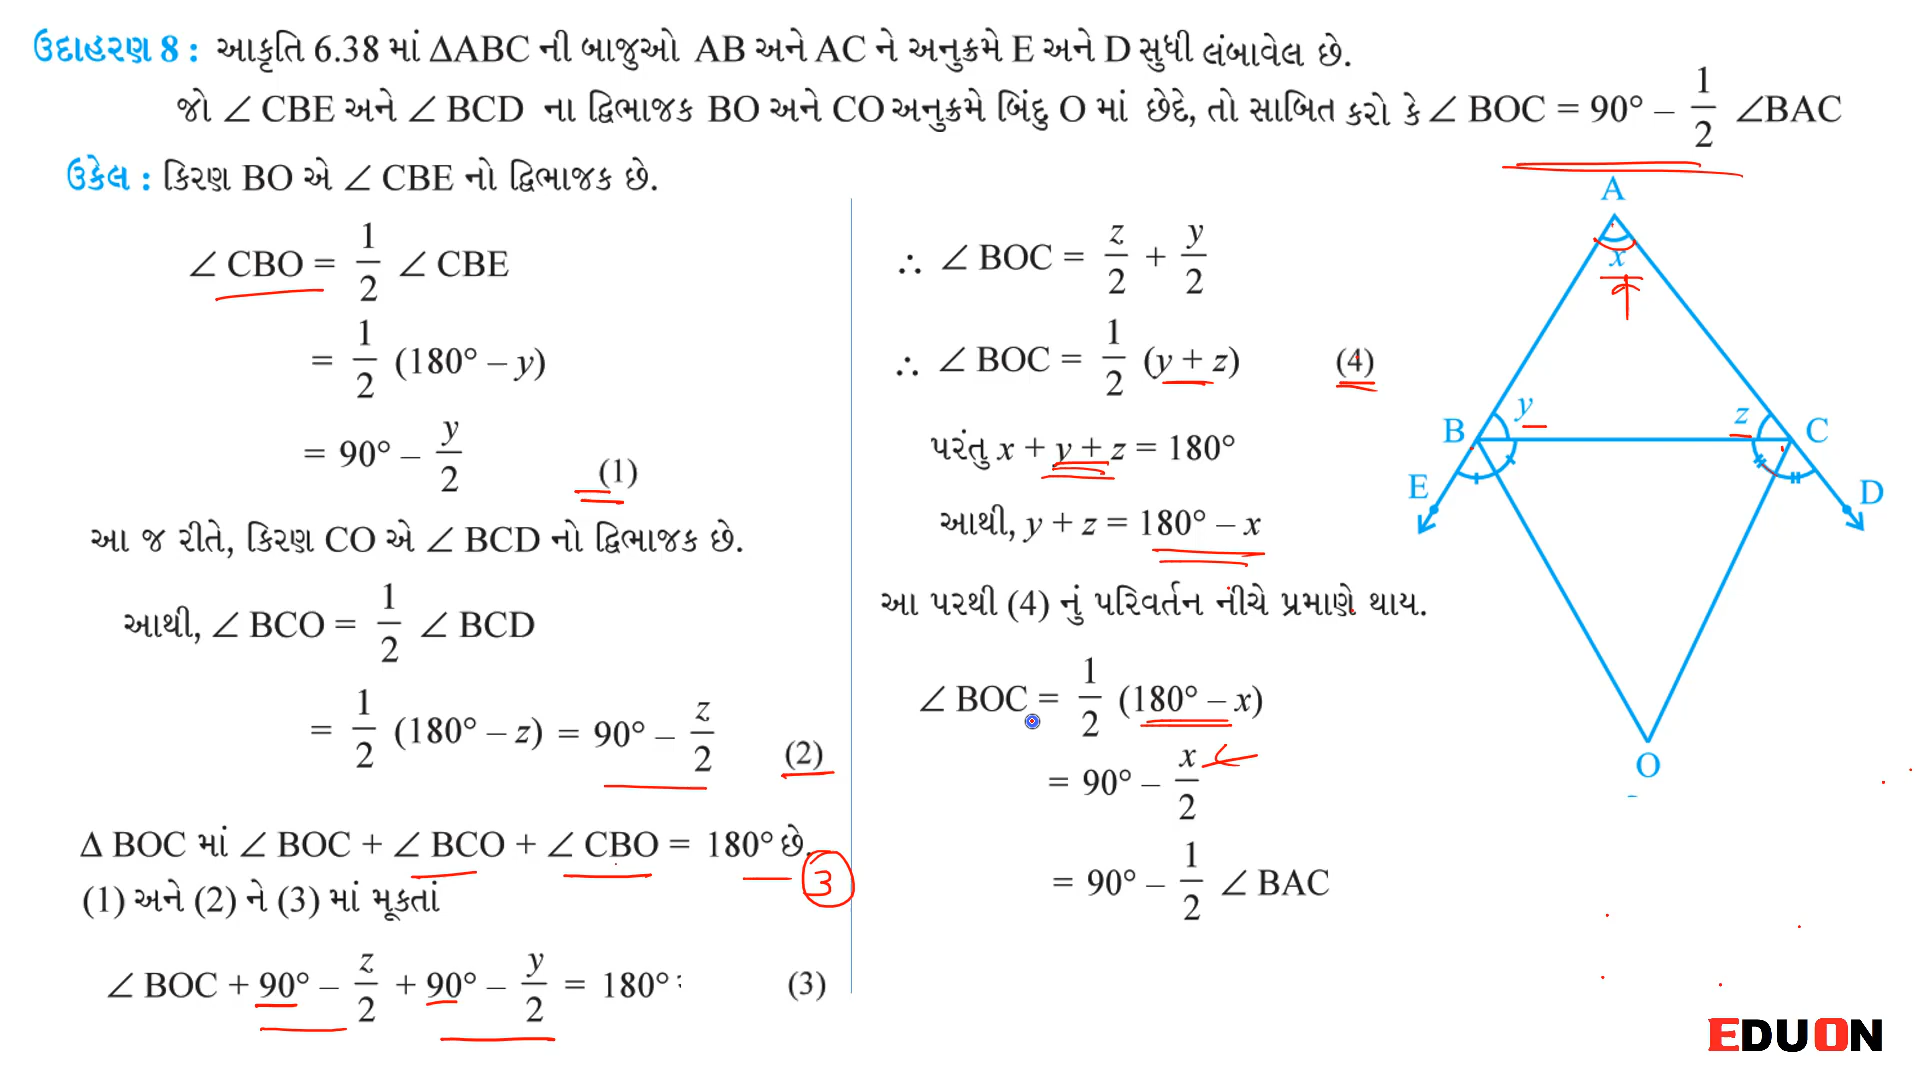 ઉદાહરણ 8 : આકૃતિ 6.38 માં ΔABC ની બાજુઓ AB અને AC ને અનુક્રમે E અને D સુધી લંબાવેલ છે.
જો ∠ CBE અને ∠ BCD ના દ્વિભાજક BO અને CO અનુક્રમે બિંદુ O માં છેદે, તો સાબિત કરો કે ∠ BOC = 90° – 1/2 ∠BAC
ઉકેલ : કિરણ BO એ ∠ CBE નો દ્વિભાજક છે.
∠ CBO = 1/2 ∠ CBE
= 1/2 (180° – y)
= 90° – y/2 (1)
આ જ રીતે, કિરણ CO એ ∠ BCD નો દ્વિભાજક છે.
આથી, ∠ BCO = 1/2 ∠ BCD
= 1/2 (180° – z) = 90° – z/2 (2)
Δ BOC માં ∠ BOC + ∠ BCO + ∠ CBO = 180° છે. 3
(1) અને (2) ને (3) માં મૂકતાં
∠ BOC + 90° – z/2 + 90° – y/2 = 180° (3)
∴ ∠ BOC = z/2 + y/2
∴ ∠ BOC = 1/2 (y + z) (4)
પરંતુ x + y + z = 180°
આથી, y + z = 180° – x
આ પરથી (4) નું પરિવર્તન નીચે પ્રમાણે થાય.
∠ BOC = 1/2 (180° – x)
= 90° – x/2
= 90° – 1/2 ∠ BAC
A
x
B y z C
E D
O
EDUON